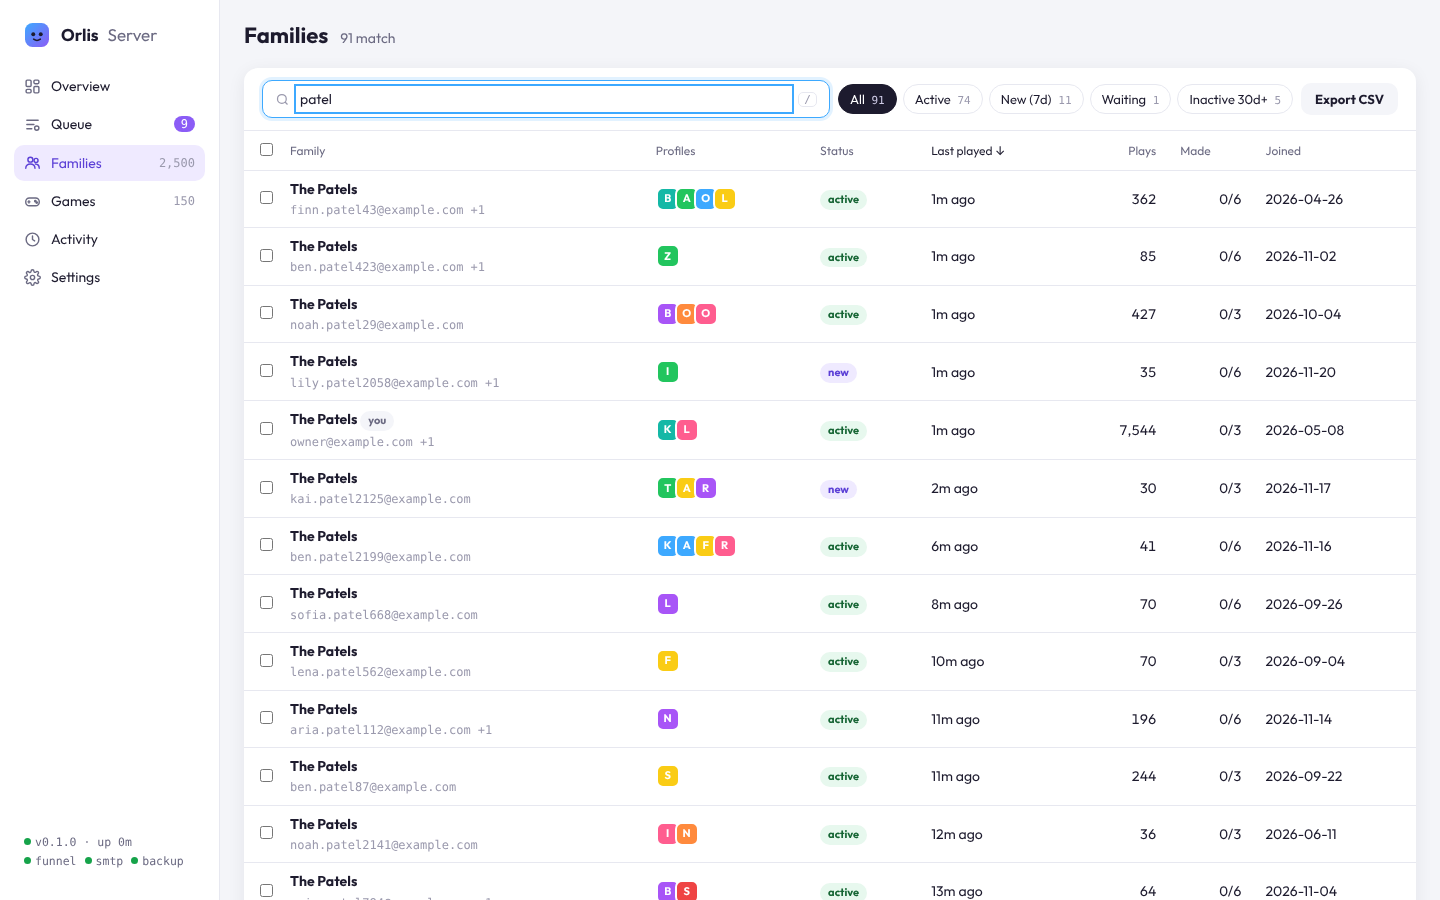 Orlis Server
Overview
Queue 9
Families 2,500
Games 150
Activity
Settings
v0.1.0 · up 0m
funnel smtp backup
Families 91 match
patel /
All 91 Active 74 New (7d) 11 Waiting 1 Inactive 30d+ 5 Export CSV
Family Profiles Status Last played ↓ Plays Made Joined
The Patels
finn.patel43@example.com +1 B A O L active 1m ago 362 0/6 2026-04-26
The Patels
ben.patel423@example.com +1 Z active 1m ago 85 0/6 2026-11-02
The Patels
noah.patel29@example.com B O O active 1m ago 427 0/3 2026-10-04
The Patels
lily.patel2058@example.com +1 I new 1m ago 35 0/6 2026-11-20
The Patels you
owner@example.com +1 K L active 1m ago 7,544 0/3 2026-05-08
The Patels
kai.patel2125@example.com T A R new 2m ago 30 0/3 2026-11-17
The Patels
ben.patel2199@example.com K A F R active 6m ago 41 0/6 2026-11-16
The Patels
sofia.patel668@example.com L active 8m ago 70 0/6 2026-09-26
The Patels
lena.patel562@example.com F active 10m ago 70 0/3 2026-09-04
The Patels
aria.patel112@example.com +1 N active 11m ago 196 0/6 2026-11-14
The Patels
ben.patel87@example.com S active 11m ago 244 0/3 2026-09-22
The Patels
noah.patel2141@example.com I N active 12m ago 36 0/3 2026-06-11
The Patels
B S active 13m ago 64 0/6 2026-11-04